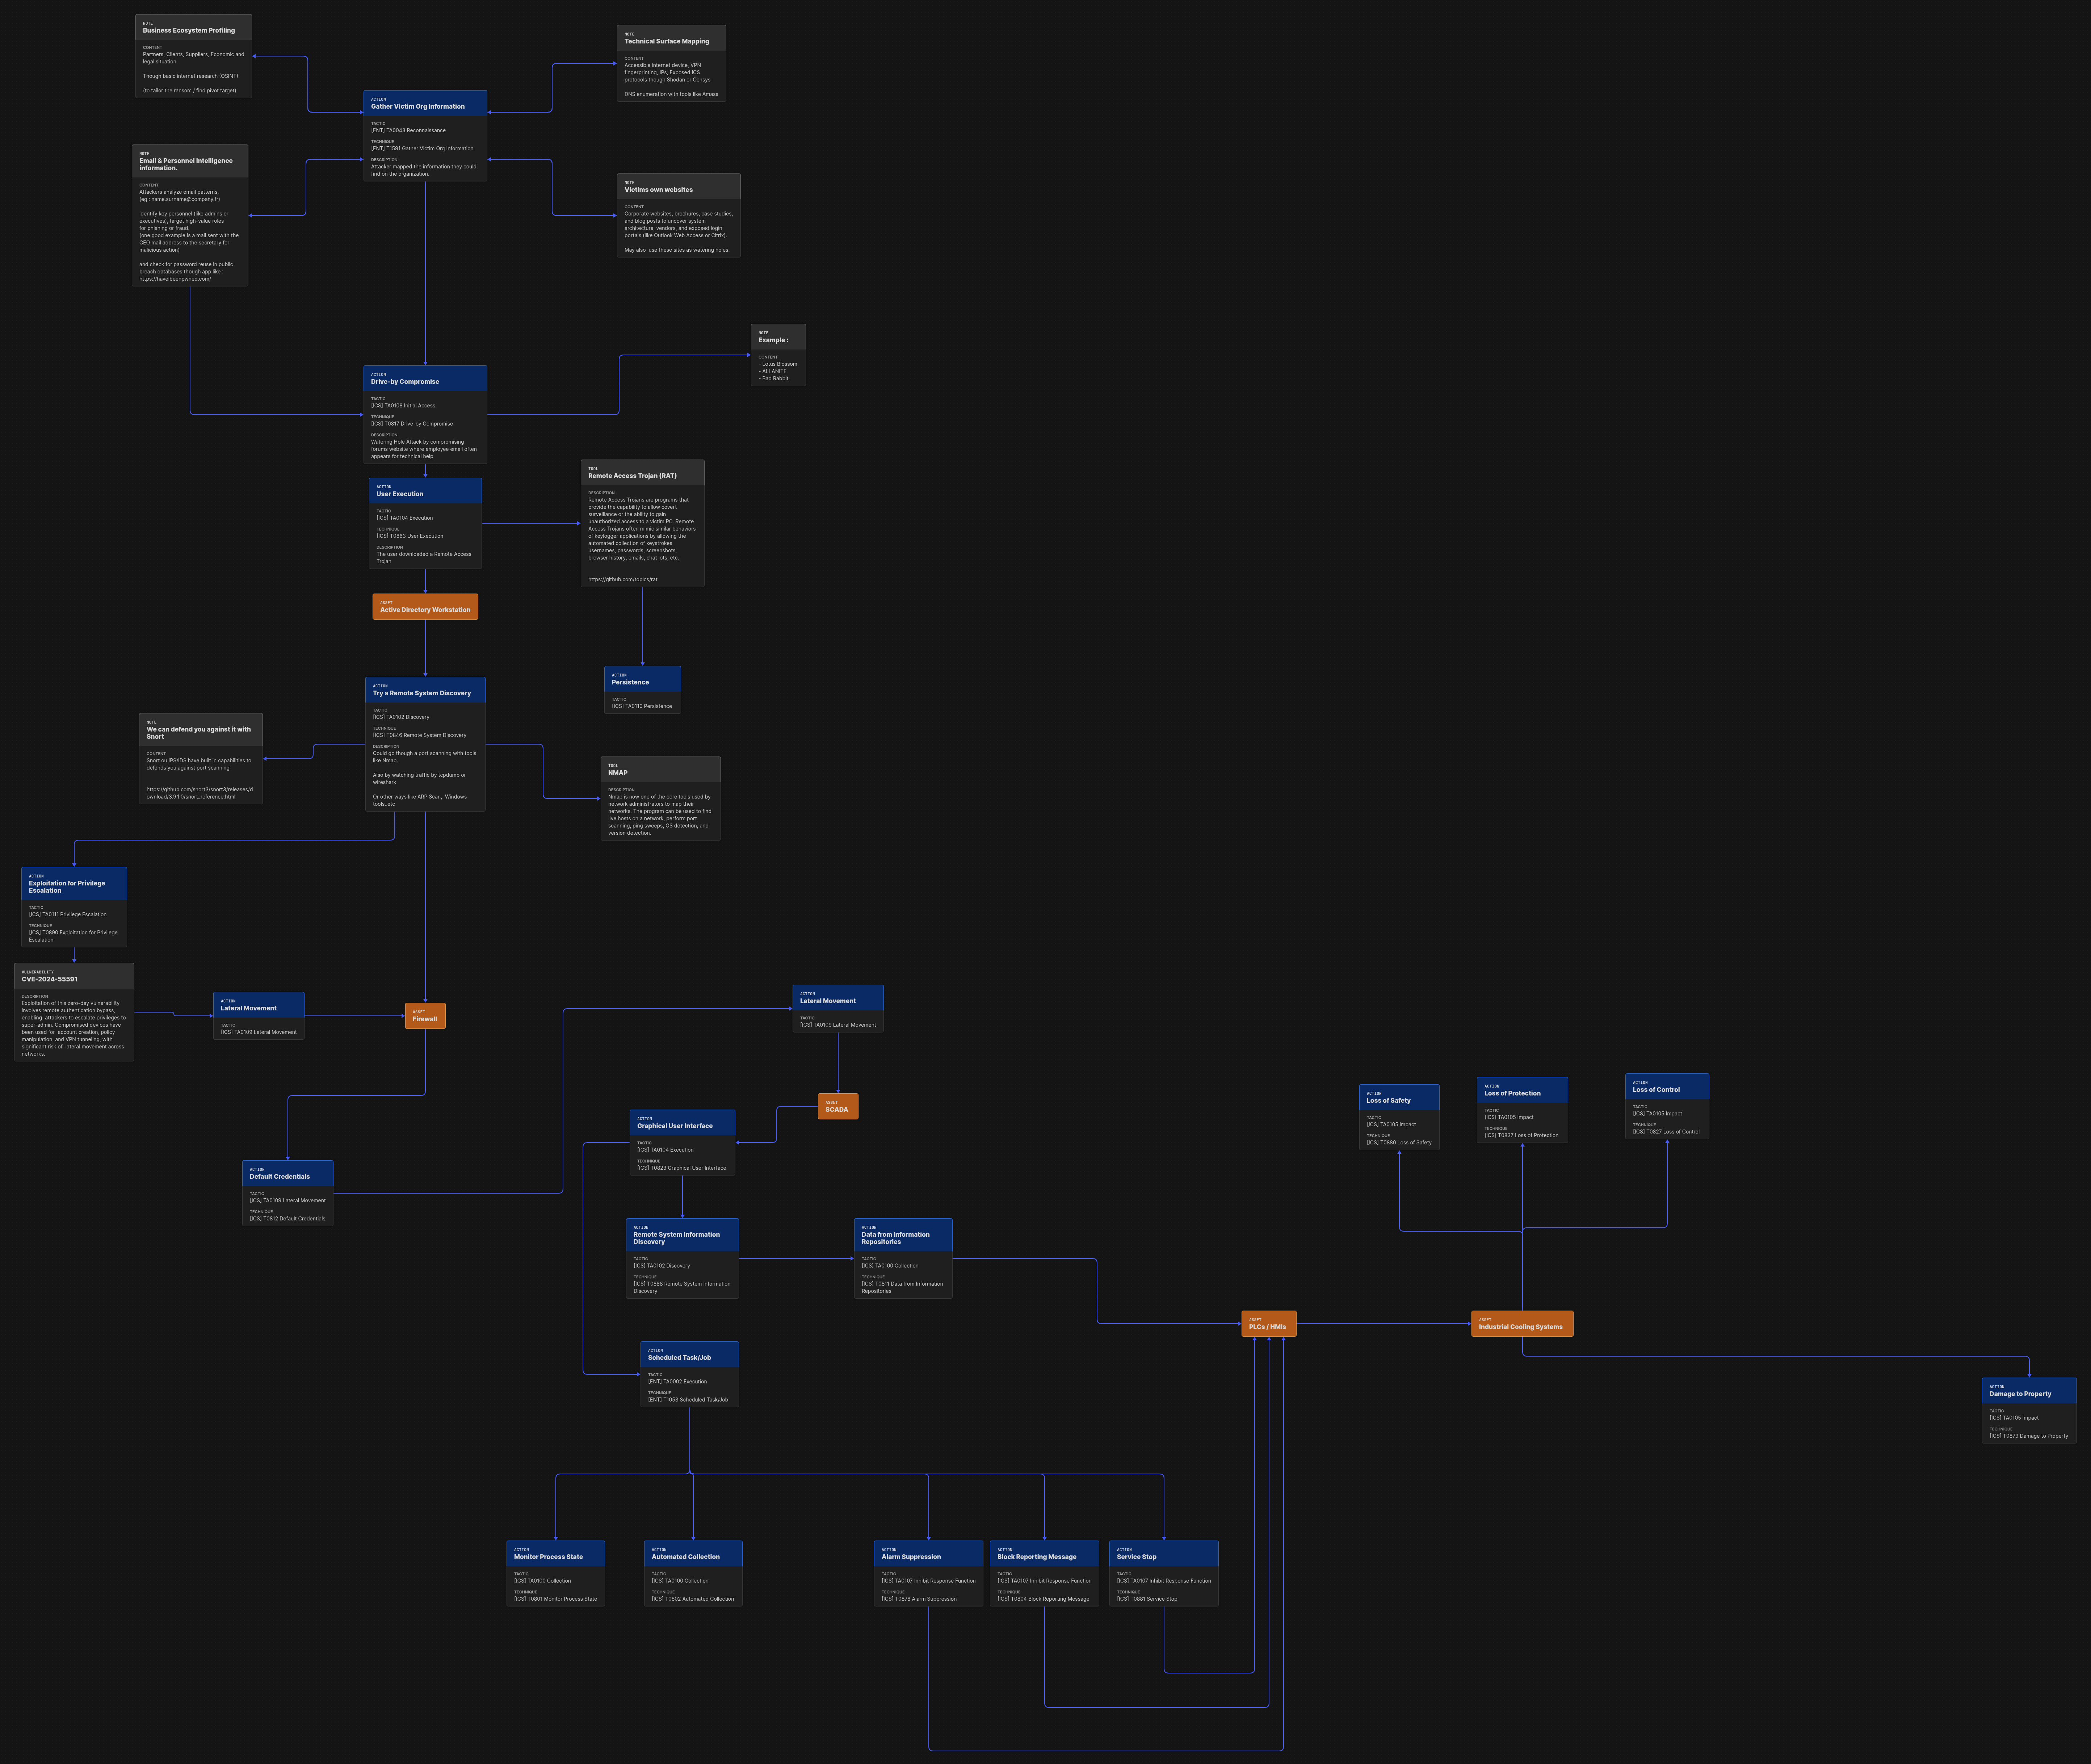 NOTE
Business Ecosystem Profiling
CONTENT
Partners, Clients, Suppliers, Economic and
legal situation.
Though basic internet research (OSINT)
(to tailor the ransom / find pivot target)
NOTE
Technical Surface Mapping
CONTENT
Accessible internet device, VPN
fingerprinting, IPs, Exposed ICS
protocols though Shodan or Censys
DNS enumeration with tools like Amass
ACTION
Gather Victim Org Information
TACTIC
[ENT] TA0043 Reconnaissance
TECHNIQUE
[ENT] T1591 Gather Victim Org Information
DESCRIPTION
Attacker mapped the information they could
find on the organization.
NOTE
Email & Personnel Intelligence
information.
CONTENT
Attackers analyze email patterns,
(eg : name.surname@company.fr)
identify key personnel (like admins or
executives), target high-value roles
for phishing or fraud.
(one good example is a mail sent with the
CEO mail address to the secretary for
malicious action)
and check for password reuse in public
breach databases though app like :
https://haveibeenpwned.com/
NOTE
Victims own websites
CONTENT
Corporate websites, brochures, case studies,
and blog posts to uncover system
architecture, vendors, and exposed login
portals (like Outlook Web Access or Citrix).
May also  use these sites as watering holes.
NOTE
Example :
CONTENT
- Lotus Blossom
- ALLANITE
- Bad Rabbit
ACTION
Drive-by Compromise
TACTIC
[ICS] TA0108 Initial Access
TECHNIQUE
[ICS] T0817 Drive-by Compromise
DESCRIPTION
Watering Hole Attack by compromising
forums website where employee email often
appears for technical help
ACTION
User Execution
TACTIC
[ICS] TA0104 Execution
TECHNIQUE
[ICS] T0863 User Execution
DESCRIPTION
The user downloaded a Remote Access
Trojan
TOOL
Remote Access Trojan (RAT)
DESCRIPTION
Remote Access Trojans are programs that
provide the capability to allow covert
surveillance or the ability to gain
unauthorized access to a victim PC. Remote
Access Trojans often mimic similar behaviors
of keylogger applications by allowing the
automated collection of keystrokes,
usernames, passwords, screenshots,
browser history, emails, chat lots, etc.
https://github.com/topics/rat
ASSET
Active Directory Workstation
ACTION
Persistence
TACTIC
[ICS] TA0110 Persistence
ACTION
Try a Remote System Discovery
TACTIC
[ICS] TA0102 Discovery
TECHNIQUE
[ICS] T0846 Remote System Discovery
DESCRIPTION
Could go though a port scanning with tools
like Nmap.
Also by watching traffic by tcpdump or
wireshark
Or other ways like ARP Scan,  Windows
tools..etc
NOTE
We can defend you against it with
Snort
CONTENT
Snort ou IPS/IDS have built in capabilities to
defends you against port scanning
https://github.com/snort3/snort3/releases/d
ownload/3.9.1.0/snort_reference.html
TOOL
NMAP
DESCRIPTION
Nmap is now one of the core tools used by
network administrators to map their
networks. The program can be used to find
live hosts on a network, perform port
scanning, ping sweeps, OS detection, and
version detection.
ACTION
Exploitation for Privilege
Escalation
TACTIC
[ICS] TA0111 Privilege Escalation
TECHNIQUE
[ICS] T0890 Exploitation for Privilege
Escalation
VULNERABILITY
CVE-2024-55591
DESCRIPTION
Exploitation of this zero-day vulnerability
involves remote authentication bypass,
enabling  attackers to escalate privileges to
super-admin. Compromised devices have
been used for  account creation, policy
manipulation, and VPN tunneling, with
significant risk of  lateral movement across
networks.
ACTION
Lateral Movement
TACTIC
[ICS] TA0109 Lateral Movement
ASSET
Firewall
ACTION
Lateral Movement
TACTIC
[ICS] TA0109 Lateral Movement
ASSET
SCADA
ACTION
Graphical User Interface
TACTIC
[ICS] TA0104 Execution
TECHNIQUE
[ICS] T0823 Graphical User Interface
ACTION
Default Credentials
TACTIC
[ICS] TA0109 Lateral Movement
TECHNIQUE
[ICS] T0812 Default Credentials
ACTION
Loss of Safety
TACTIC
[ICS] TA0105 Impact
TECHNIQUE
[ICS] T0880 Loss of Safety
ACTION
Loss of Protection
TACTIC
[ICS] TA0105 Impact
TECHNIQUE
[ICS] T0837 Loss of Protection
ACTION
Loss of Control
TACTIC
[ICS] TA0105 Impact
TECHNIQUE
[ICS] T0827 Loss of Control
ACTION
Remote System Information
Discovery
TACTIC
[ICS] TA0102 Discovery
TECHNIQUE
[ICS] T0888 Remote System Information
Discovery
ACTION
Data from Information
Repositories
TACTIC
[ICS] TA0100 Collection
TECHNIQUE
[ICS] T0811 Data from Information
Repositories
ASSET
PLCs / HMIs
ASSET
Industrial Cooling Systems
ACTION
Scheduled Task/Job
TACTIC
[ENT] TA0002 Execution
TECHNIQUE
[ENT] T1053 Scheduled Task/Job
ACTION
Damage to Property
TACTIC
[ICS] TA0105 Impact
TECHNIQUE
[ICS] T0879 Damage to Property
ACTION
Monitor Process State
TACTIC
[ICS] TA0100 Collection
TECHNIQUE
[ICS] T0801 Monitor Process State
ACTION
Automated Collection
TACTIC
[ICS] TA0100 Collection
TECHNIQUE
[ICS] T0802 Automated Collection
ACTION
Alarm Suppression
TACTIC
[ICS] TA0107 Inhibit Response Function
TECHNIQUE
[ICS] T0878 Alarm Suppression
ACTION
Block Reporting Message
TACTIC
[ICS] TA0107 Inhibit Response Function
TECHNIQUE
[ICS] T0804 Block Reporting Message
ACTION
Service Stop
TACTIC
[ICS] TA0107 Inhibit Response Function
TECHNIQUE
[ICS] T0881 Service Stop